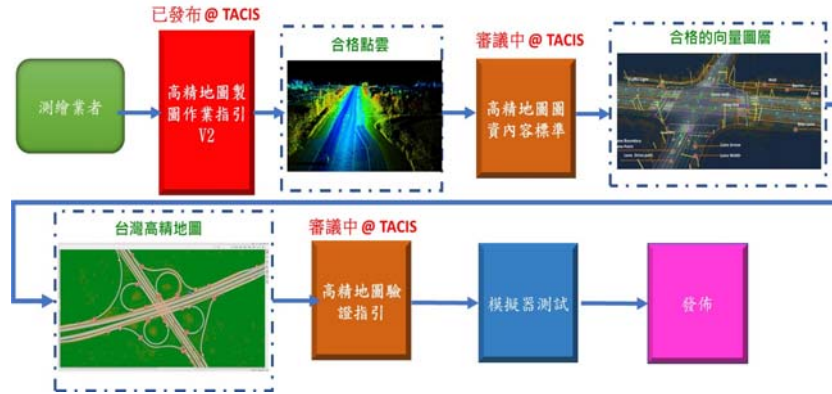 已發布 @ TACIS
測繪業者
高精地圖製
圖作業指引
V2
合格點雲
審議中 @ TACIS
高精地圖圖
資內容標準
合格的向量圖層
台灣高精地圖
審議中 @ TACIS
高精地圖驗
證指引
模擬器測試
發佈